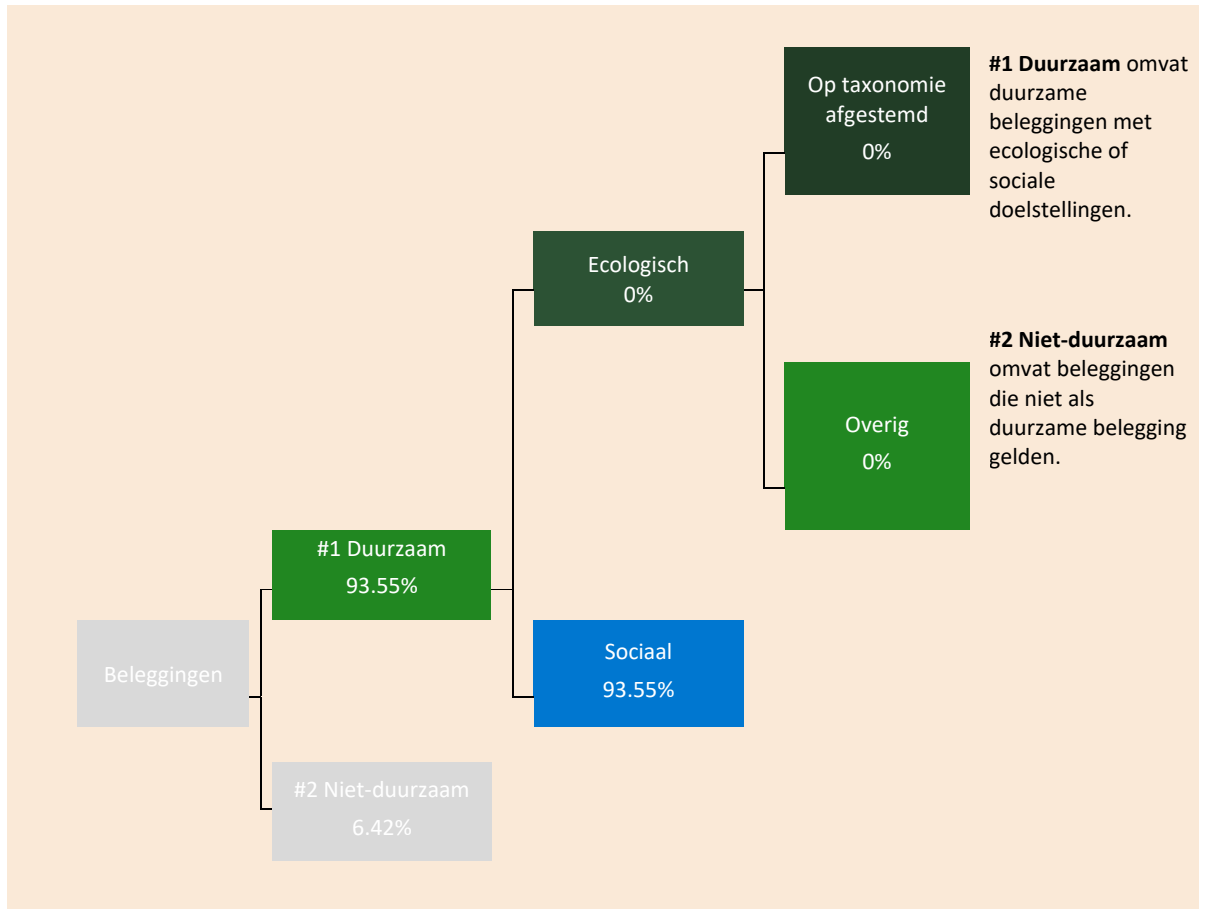 Op taxonomie
afgestemd
0%
#1 Duurzaam omvat
duurzame
beleggingen met
ecologische of
sociale
doelstellingen.
Ecologisch
0%
#2 Niet-duurzaam
omvat beleggingen
die niet als
duurzame belegging
gelden.
Overig
0%
#1 Duurzaam
93.55%
Beleggingen
Sociaal
93.55%
#2 Niet-duurzaam
6.42%